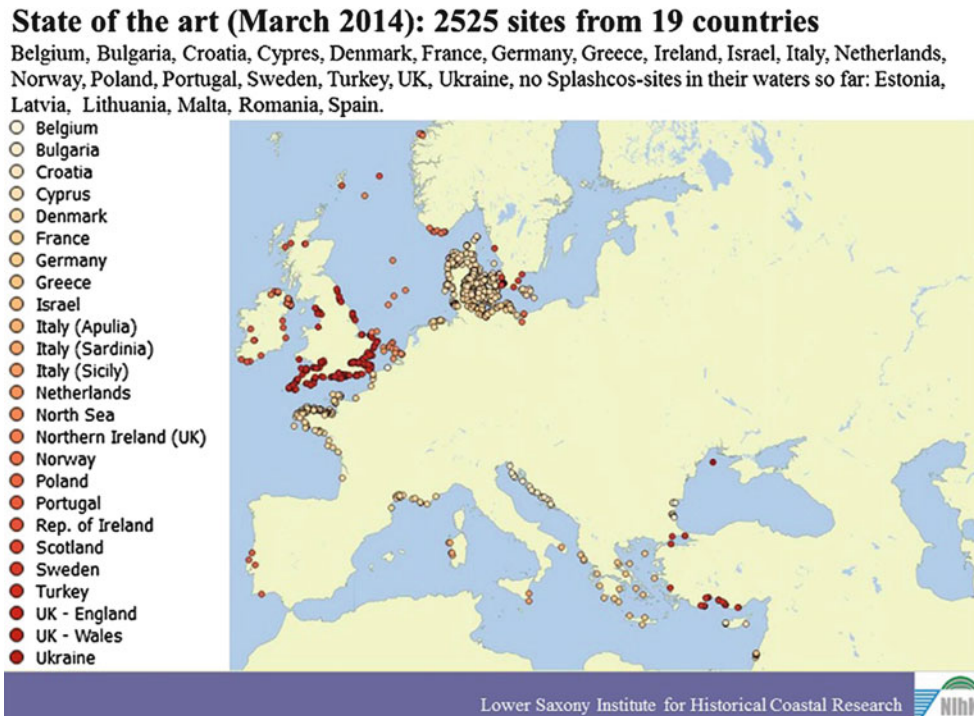 State of the art (March 2014): 2525 sites from 19 countries
Belgium, Bulgaria, Croatia, Cypres, Denmark, France, Germany, Greece, Ireland, Israel, Italy, Netherlands,
Norway, Poland, Portugal, Sweden, Turkey, UK, Ukraine, no Splashcos-sites in their waters so far: Estonia,
Latvia, Lithuania, Malta, Romania, Spain.
Belgium
Bulgaria
Croatia
Cyprus
Denmark
France
Germany
Greece
Israel
Italy (Apulia)
Italy (Sardinia)
Italy (Sicily)
Netherlands
North Sea
Northern Ireland (UK)
Norway
Poland
Portugal
Rep. of Ireland
Scotland
Sweden
Turkey
UK - England
UK - Wales
Ukraine
Lower Saxony Institute for Historical Coastal Research